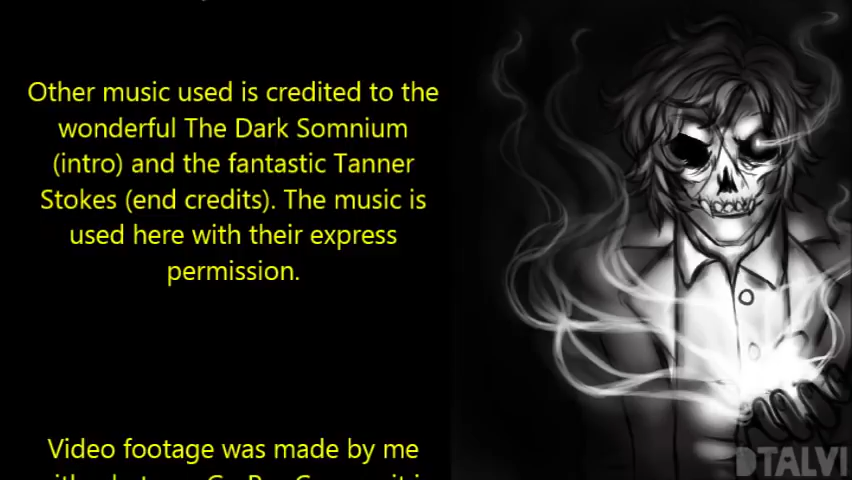 Other music used is credited to the
wonderful The Dark Somnium
(intro) and the fantastic Tanner
Stokes (end credits). The music is
used here with their express
permission.
Video footage was made by me
DTALVI